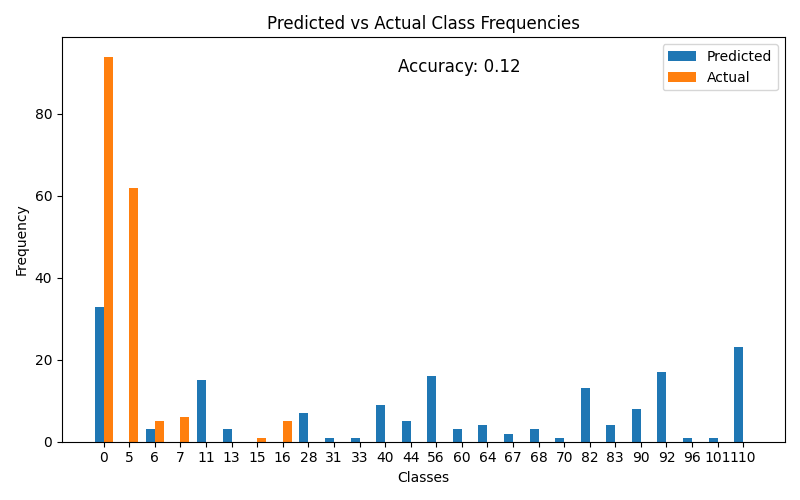 Predicted vs Actual Class Frequencies
Accuracy: 0.12
Predicted
Actual
Frequency
80
60
40
20
0
0 5 6 7 11 13 15 16 28 31 33 40 44 56 60 64 67 68 70 82 83 90 92 96 101 110
Classes